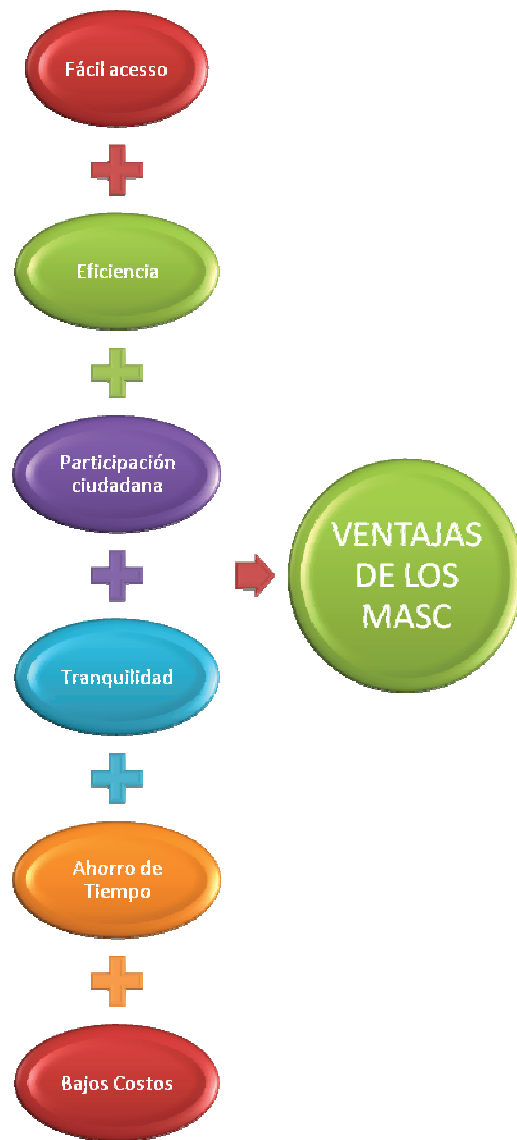 Fácil acesso
Eficiencia
Participación
ciudadana
Tranquilidad
Ahorro de
Tiempo
Bajos Costos
VENTAJAS
DE LOS
MASC